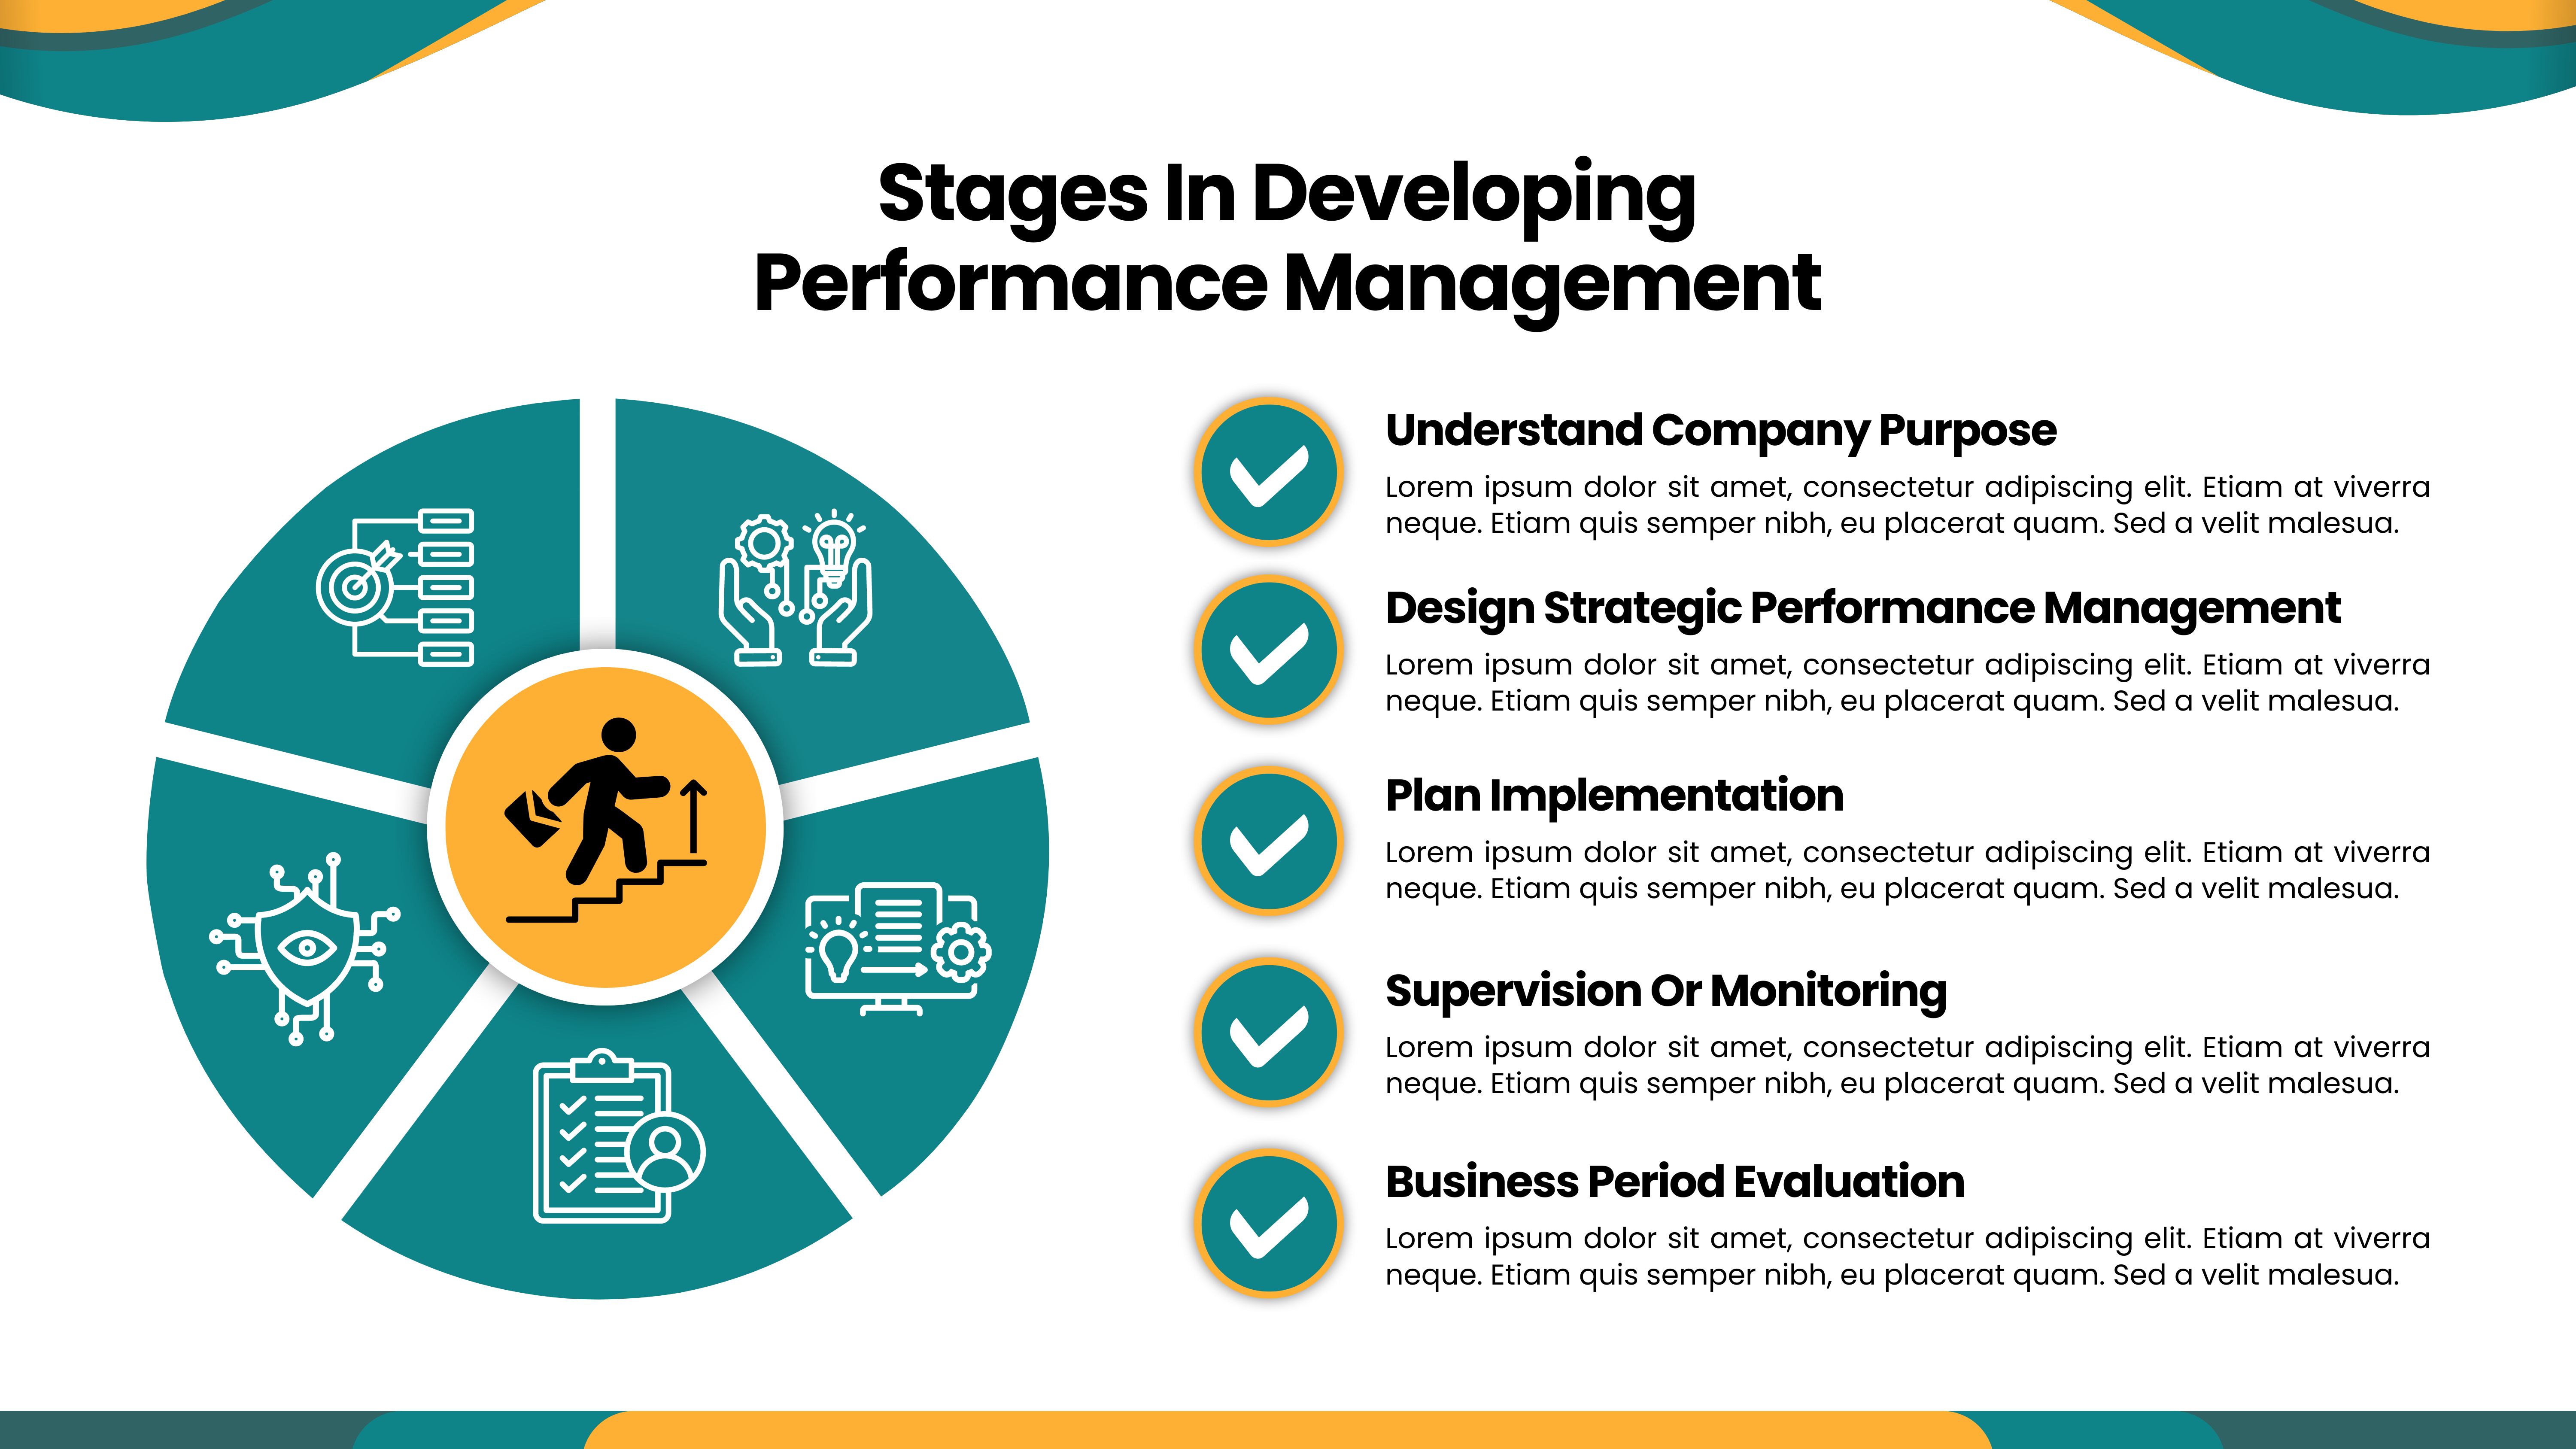 Stages In Developing
Performance Management
Understand Company Purpose
Lorem ipsum dolor sit amet, consectetur adipiscing elit. Etiam at viverra
neque. Etiam quis semper nibh, eu placerat quam. Sed a velit malesua.
Design Strategic Performance Management
Lorem ipsum dolor sit amet, consectetur adipiscing elit. Etiam at viverra
neque. Etiam quis semper nibh, eu placerat quam. Sed a velit malesua.
Plan Implementation
Lorem ipsum dolor sit amet, consectetur adipiscing elit. Etiam at viverra
neque. Etiam quis semper nibh, eu placerat quam. Sed a velit malesua.
Supervision Or Monitoring
Lorem ipsum dolor sit amet, consectetur adipiscing elit. Etiam at viverra
neque. Etiam quis semper nibh, eu placerat quam. Sed a velit malesua.
Business Period Evaluation
Lorem ipsum dolor sit amet, consectetur adipiscing elit. Etiam at viverra
neque. Etiam quis semper nibh, eu placerat quam. Sed a velit malesua.